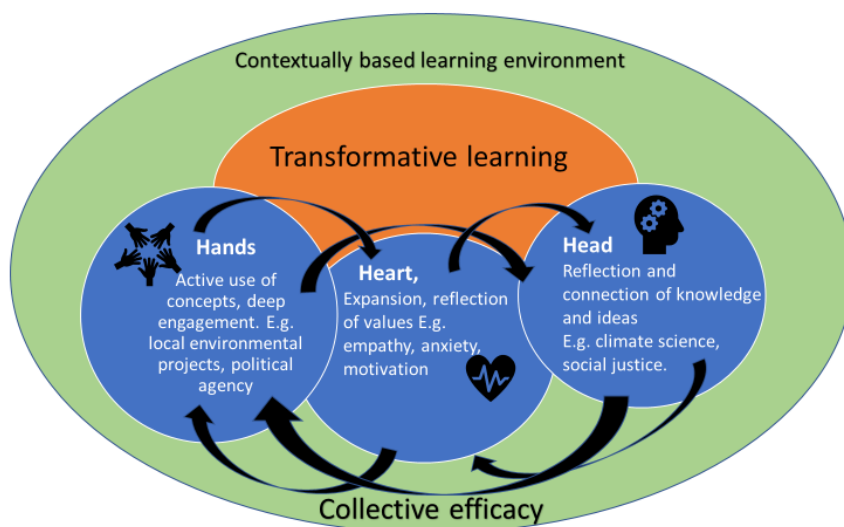 Contextually based learning environment
Transformative learning
Hands
Active use of
concepts, deep
engagement. E.g.
local environmental
projects, political
agency
Heart,
Expansion, reflection
of values E.g.
empathy, anxiety,
motivation
Head
Reflection and
connection of knowledge
and ideas
E.g. climate science,
social justice.
Collective efficacy